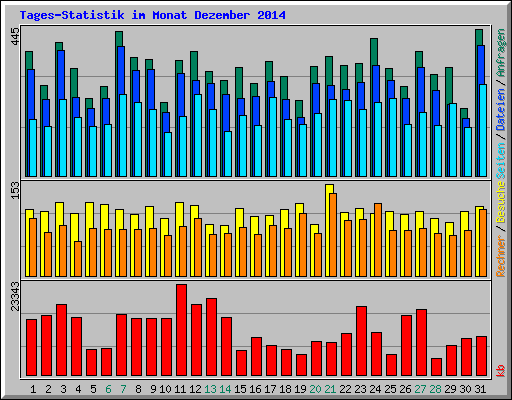 Tages-Statistik im Monat Dezember 2014
445
Rechner / Besuche Seiten / Dateien / Anfragen
153
23343
kb
1 2 3 4 5 6 7 8 9 10 11 12 13 14 15 16 17 18 19 20 21 22 23 24 25 26 27 28 29 30 31